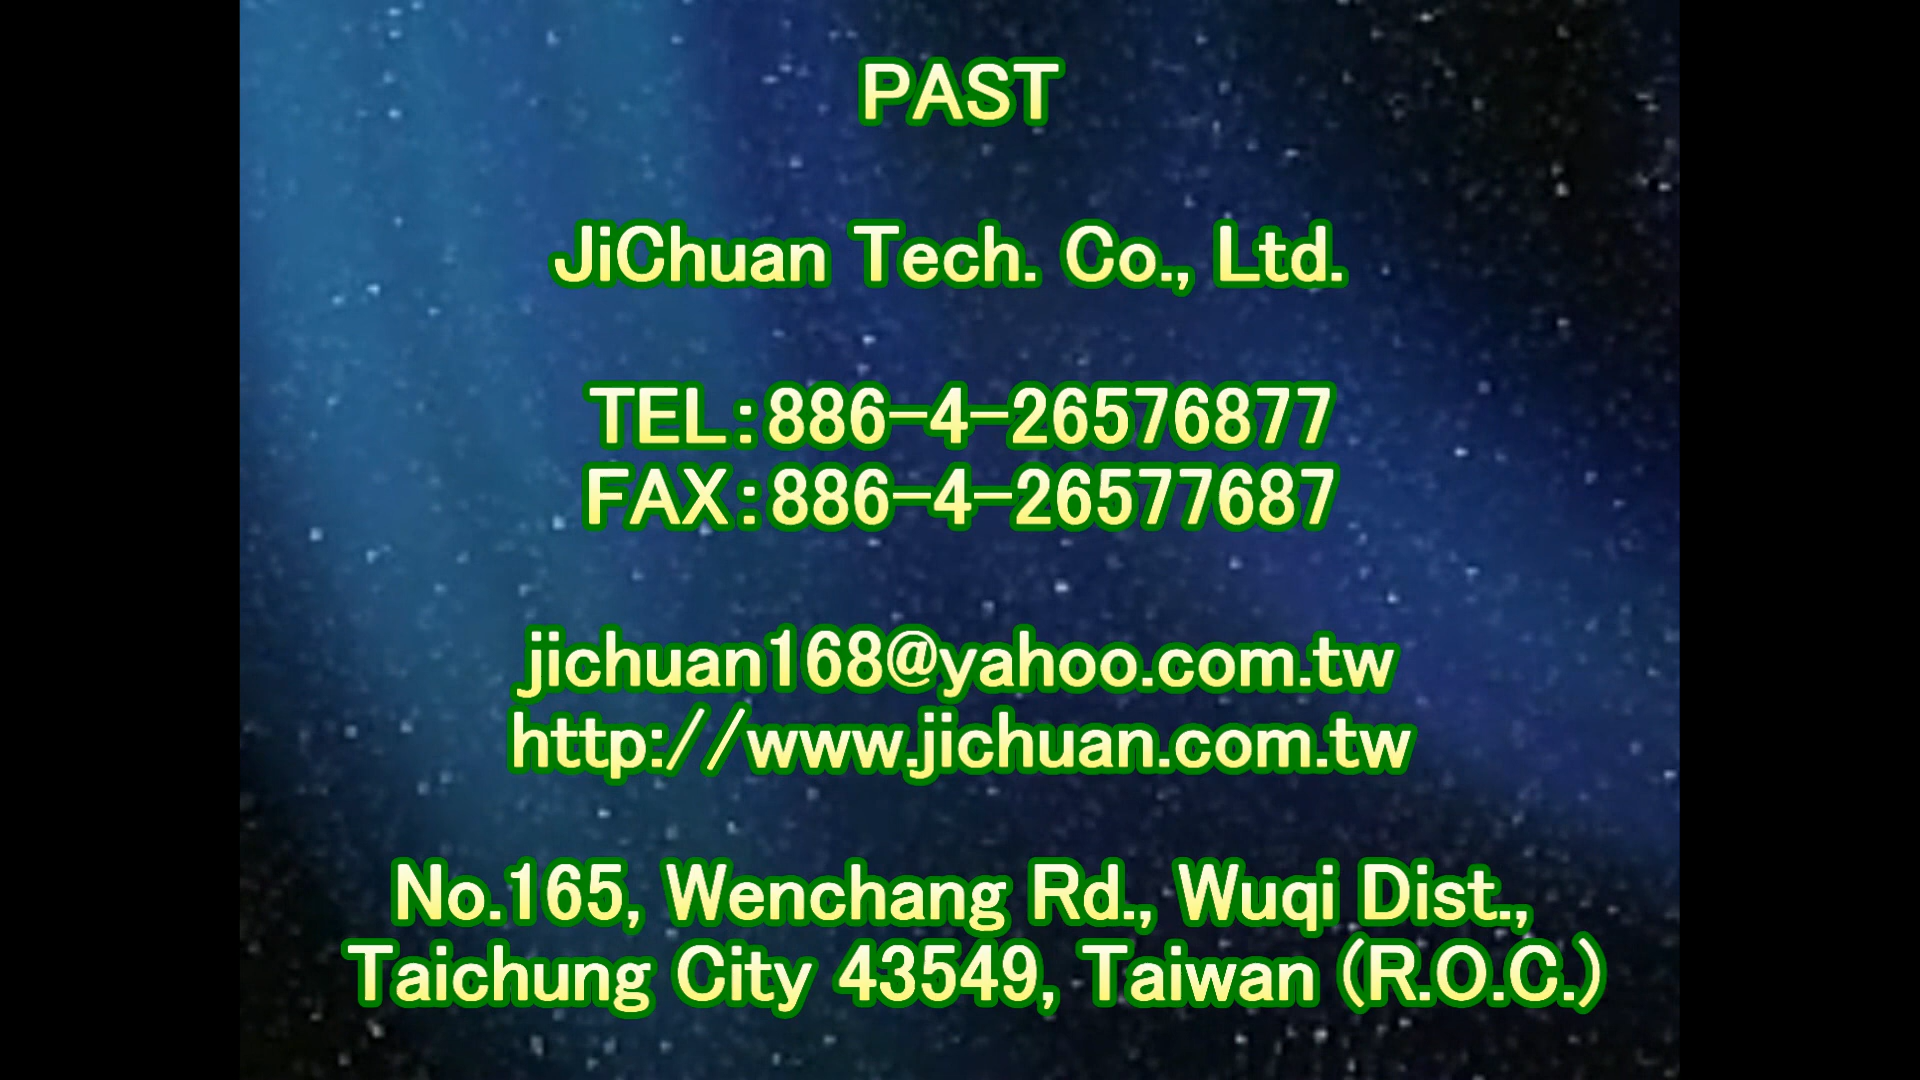 PAST
JiChuan Tech. Co., Ltd.
TEL:886-4-26576877
FAX:886-4-26577687
jichuan168@yahoo.com.tw
http://www.jichuan.com.tw
No.165, Wenchang Rd., Wuqi Dist.,
Taichung City 43549, Taiwan (R.O.C.)